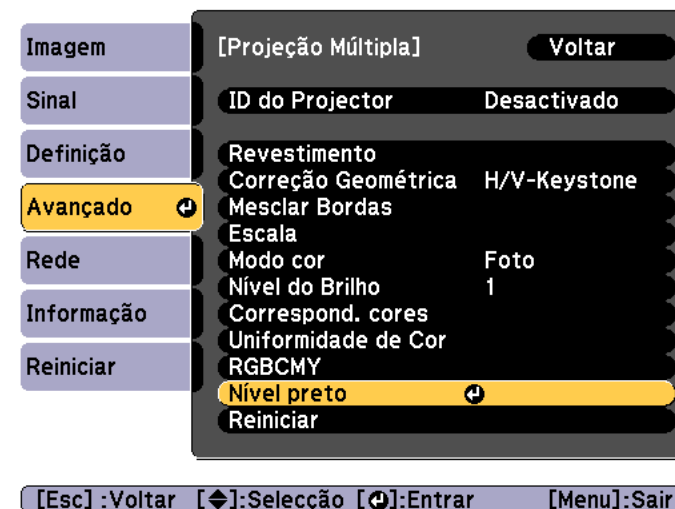 Imagem
Sinal
Definição
Avançado
Rede
Informação
Reiniciar
[Projeção Múltipla] Voltar
ID do Projector Desactivado
Revestimento
Correção Geométrica H/V-Keystone
Mesclar Bordas
Escala
Modo cor Foto
Nível do Brilho 1
Correspond. cores
Uniformidade de Cor
RGBCMY
Nível preto
Reiniciar
[Esc] :Voltar [◆]:Selecção [↵]:Entrar [Menu]:Sair